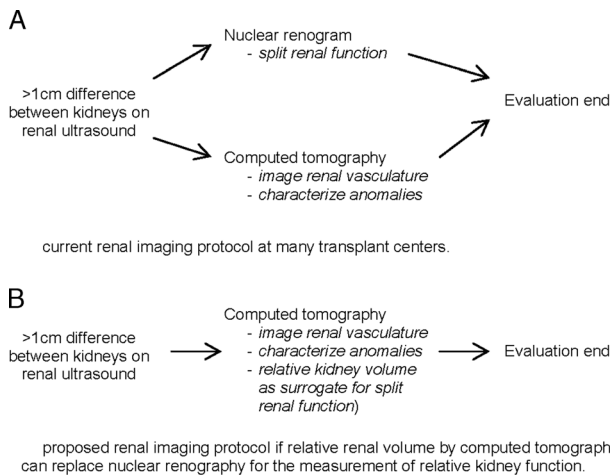 A
Nuclear renogram
- split renal function
>1cm difference
between kidneys on
renal ultrasound
Evaluation end
Computed tomography
- image renal vasculature
- characterize anomalies
current renal imaging protocol at many transplant centers.
B
Computed tomography
- image renal vasculature
- characterize anomalies
- relative kidney volume
as surrogate for split
renal function)
>1cm difference
between kidneys on
renal ultrasound
Evaluation end
proposed renal imaging protocol if relative renal volume by computed tomograph
can replace nuclear renography for the measurement of relative kidney function.